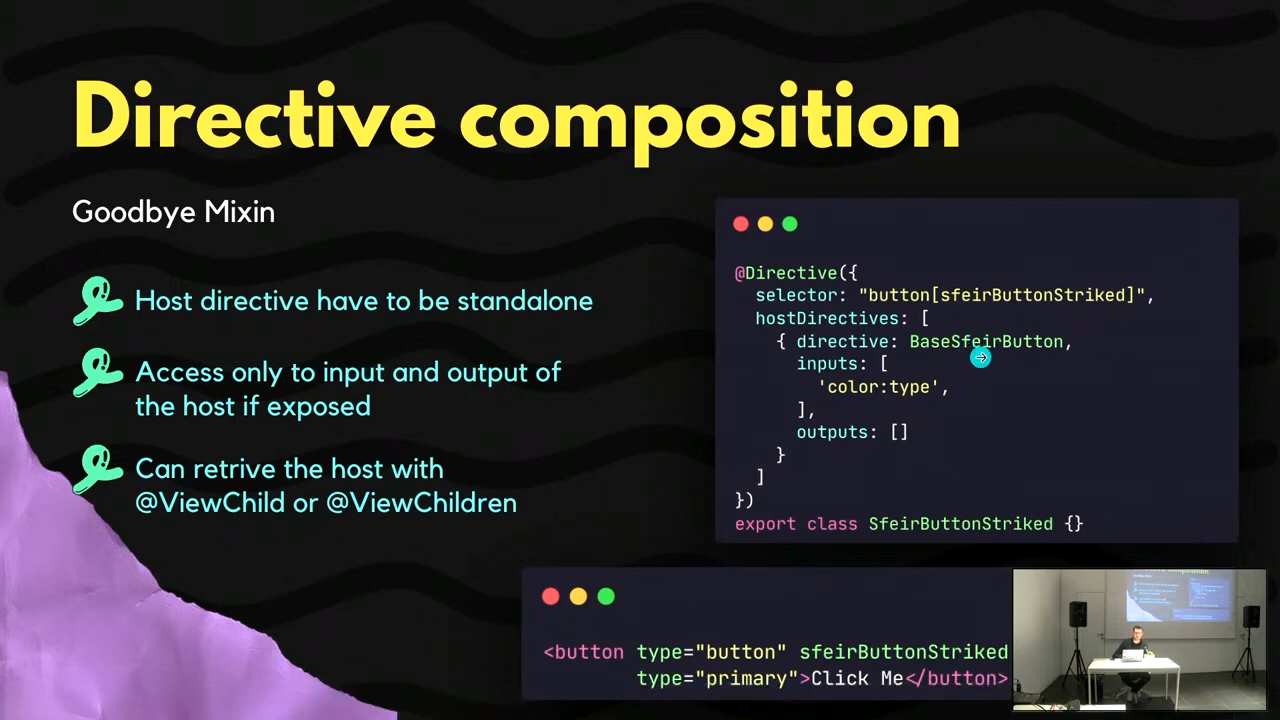 Directive composition
Goodbye Mixin
Host directive have to be standalone
Access only to input and output of
the host if exposed
Can retrive the host with
@ViewChild or @ViewChildren
@Directive({
selector: "button[sfeirButtonStriked]",
hostDirectives: [
{ directive: BaseSfeirButton,
inputs: [
'color:type',
],
outputs: []
}
]
})
export class SfeirButtonStriked {}
<button type="button" sfeirButtonStriked
type="primary">Click Me</button>